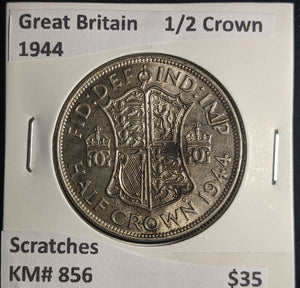 Great Britain 1/2 Crown
1944
FID:DEF IND:IMP
HALF CROWN 1944
Scratches
KM# 856 $35